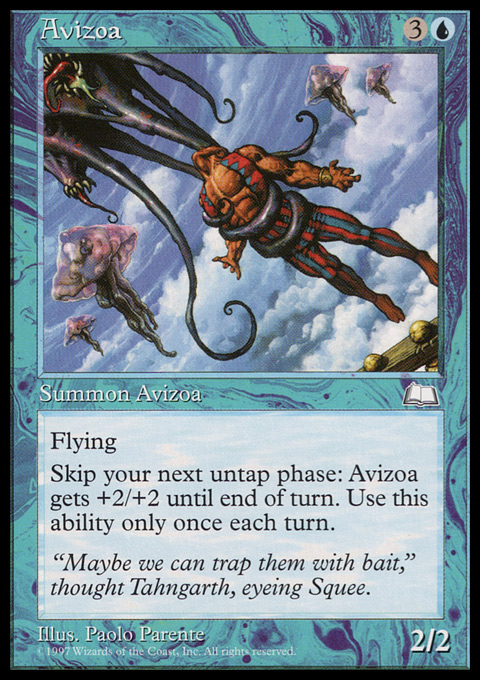 Avizoa 3
Summon Avizoa
Flying
Skip your next untap phase: Avizoa
gets +2/+2 until end of turn. Use this
ability only once each turn.
“Maybe we can trap them with bait,”
thought Tahngarth, eyeing Squee.
Illus. Paolo Parente
©1997 Wizards of the Coast, Inc. All rights reserved.
2/2